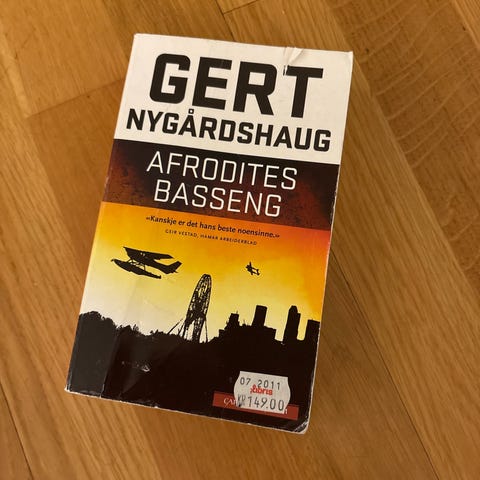 GERT
NYGÅRDSHAUG
AFRODITES
BASSENG
«Kanskje er det hans beste noensinne.»
GEIR VESTAD, HAMAR ARBEIDERBLAD
07 2011
149.00